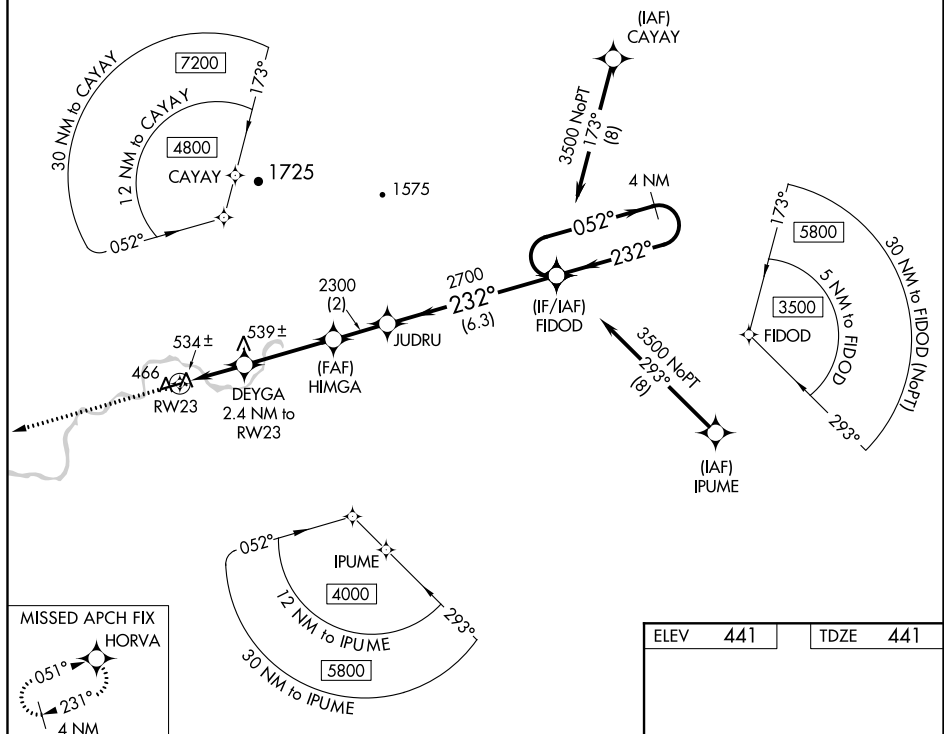 (IAF)
CAYAY
3500 NoPT
173°
(8)
30 NM to CAYAY
7200
173°
12 NM to CAYAY
4800
CAYAY
1725
052°
1575
4 NM
052°
232°
(IF/IAF)
FIDOD
2700
232°
(6.3)
2300
(2)
JUDRU
(FAF)
HIMGA
539±
534±
466
RW23
DEYGA
2.4 NM to
RW23
173°
5800
30 NM to FIDOD (NoPT)
5 NM to FIDOD
3500
FIDOD
293°
3500 NoPT
293°
(8)
(IAF)
IPUME
052°
IPUME
4000
12 NM to IPUME
293°
5800
30 NM to IPUME
MISSED APCH FIX
HORVA
051°
231°
4 NM
ELEV 441
TDZE 441